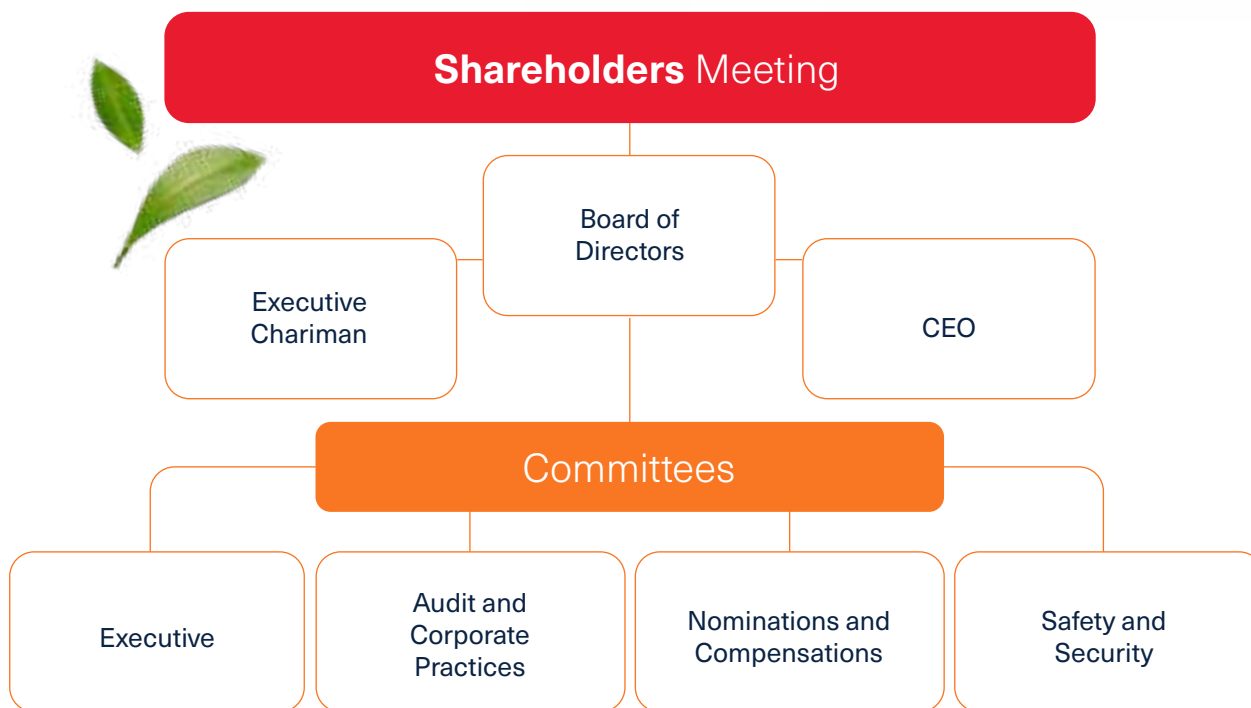 Shareholders Meeting
Board of
Directors
Executive
Chariman
CEO
Committees
Executive
Audit and
Corporate
Practices
Nominations and
Compensations
Safety and
Security